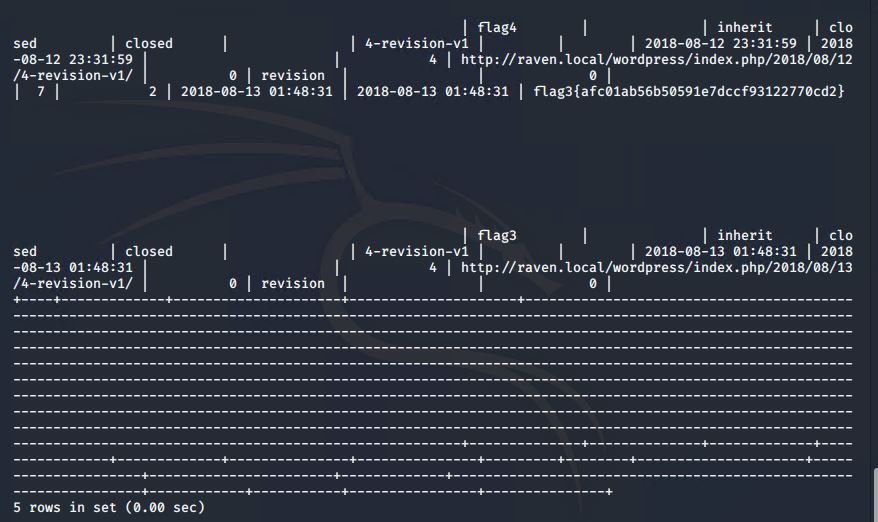 | flag4 | | inherit | clo
sed | closed | | 4-revision-v1 | | | 2018-08-12 23:31:59 | 2018
-08-12 23:31:59 | | 4 | http://raven.local/wordpress/index.php/2018/08/12
/4-revision-v1/ | 0 | revision | | 0 |
| 7 | 2 | 2018-08-13 01:48:31 | 2018-08-13 01:48:31 | flag3{afc01ab56b50591e7dccf93122770cd2}
| flag3 | | inherit | clo
sed | closed | | 4-revision-v1 | | | 2018-08-13 01:48:31 | 2018
-08-13 01:48:31 | | 4 | http://raven.local/wordpress/index.php/2018/08/13
/4-revision-v1/ | 0 | revision | | 0 |
5 rows in set (0.00 sec)